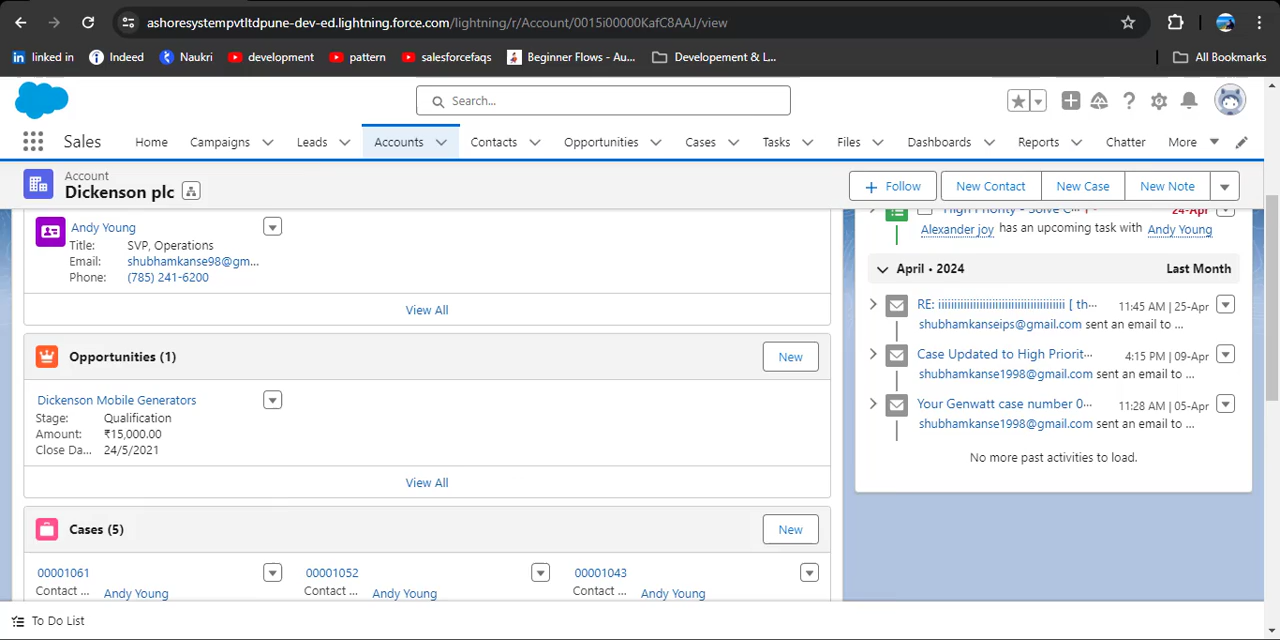 ashoresystempvtltdpune-dev-ed.lightning.force.com/lightning/r/Account/0015i00000KafC8AAJ/view
linked in Indeed Naukri development pattern salesforcefaqs Beginner Flows - Au... Developement & L... All Bookmarks
Search...
Sales Home Campaigns Leads Accounts Contacts Opportunities Cases Tasks Files Dashboards Reports Chatter More
Account
Dickenson plc
Follow New Contact New Case New Note
Andy Young
Title: SVP, Operations
Email: shubhamkanse98@gm...
Phone: (785) 241-6200
View All
Opportunities (1) New
Dickenson Mobile Generators
Stage: Qualification
Amount: ₹15,000.00
Close Da... 24/5/2021
View All
Cases (5) New
00001061 00001052 00001043
Contact ... Andy Young Contact ... Andy Young Contact ... Andy Young
High Priority - Solve C... 24-Apr
Alexander joy has an upcoming task with Andy Young
April • 2024 Last Month
[ th... 11:45 AM | 25-Apr
shubhamkanseips@gmail.com sent an email to ...
Case Updated to High Priorit... 4:15 PM | 09-Apr
shubhamkanse1998@gmail.com sent an email to ...
Your Genwatt case number 0... 11:28 AM | 05-Apr
shubhamkanse1998@gmail.com sent an email to ...
No more past activities to load.
To Do List